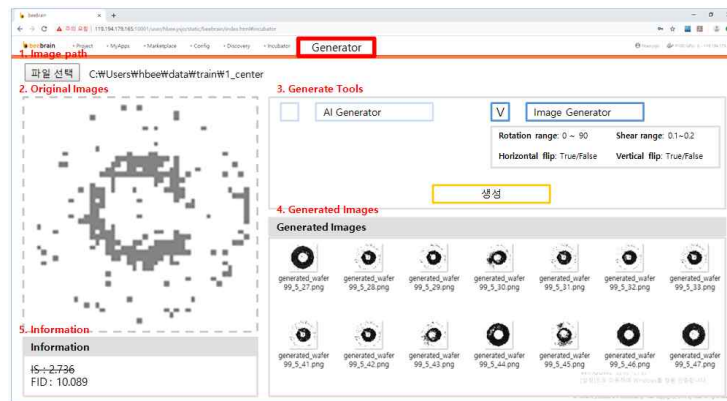 beebrain
주의 요함
beebrain
Project
MyApps
Marketplace
Config
Discovery
Incubator
Generator
1. Image path
파일 선택 C:₩Users₩hbee₩data₩train₩1_center
2. Original Images
3. Generate Tools
AI Generator
V Image Generator
Rotation range: 0 ~ 90 Shear range: 0.1~0.2
Horizontal flip: True/False Vertical flip: True/False
생성
4. Generated Images
Generated Images
generated_wafer generated_wafer generated_wafer generated_wafer generated_wafer generated_wafer generated_wafer
99_5_27.png 99_5_28.png 99_5_29.png 99_5_30.png 99_5_31.png 99_5_32.png 99_5_33.png
generated_wafer generated_wafer generated_wafer generated_wafer generated_wafer generated_wafer generated_wafer
99_5_41.png 99_5_42.png 99_5_43.png 99_5_44.png 99_5_45.png 99_5_46.png 99_5_47.png
5. Information
Information
IS : 2.736
FID : 10.089